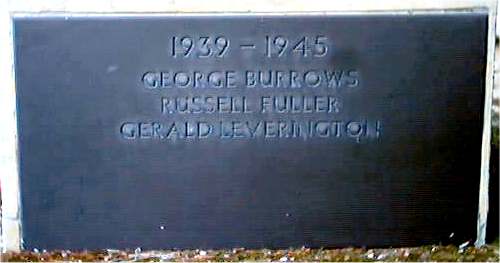 1939 - 1945
GEORGE BURROWS
RUSSELL FULLER
GERALD LEVERINGTON